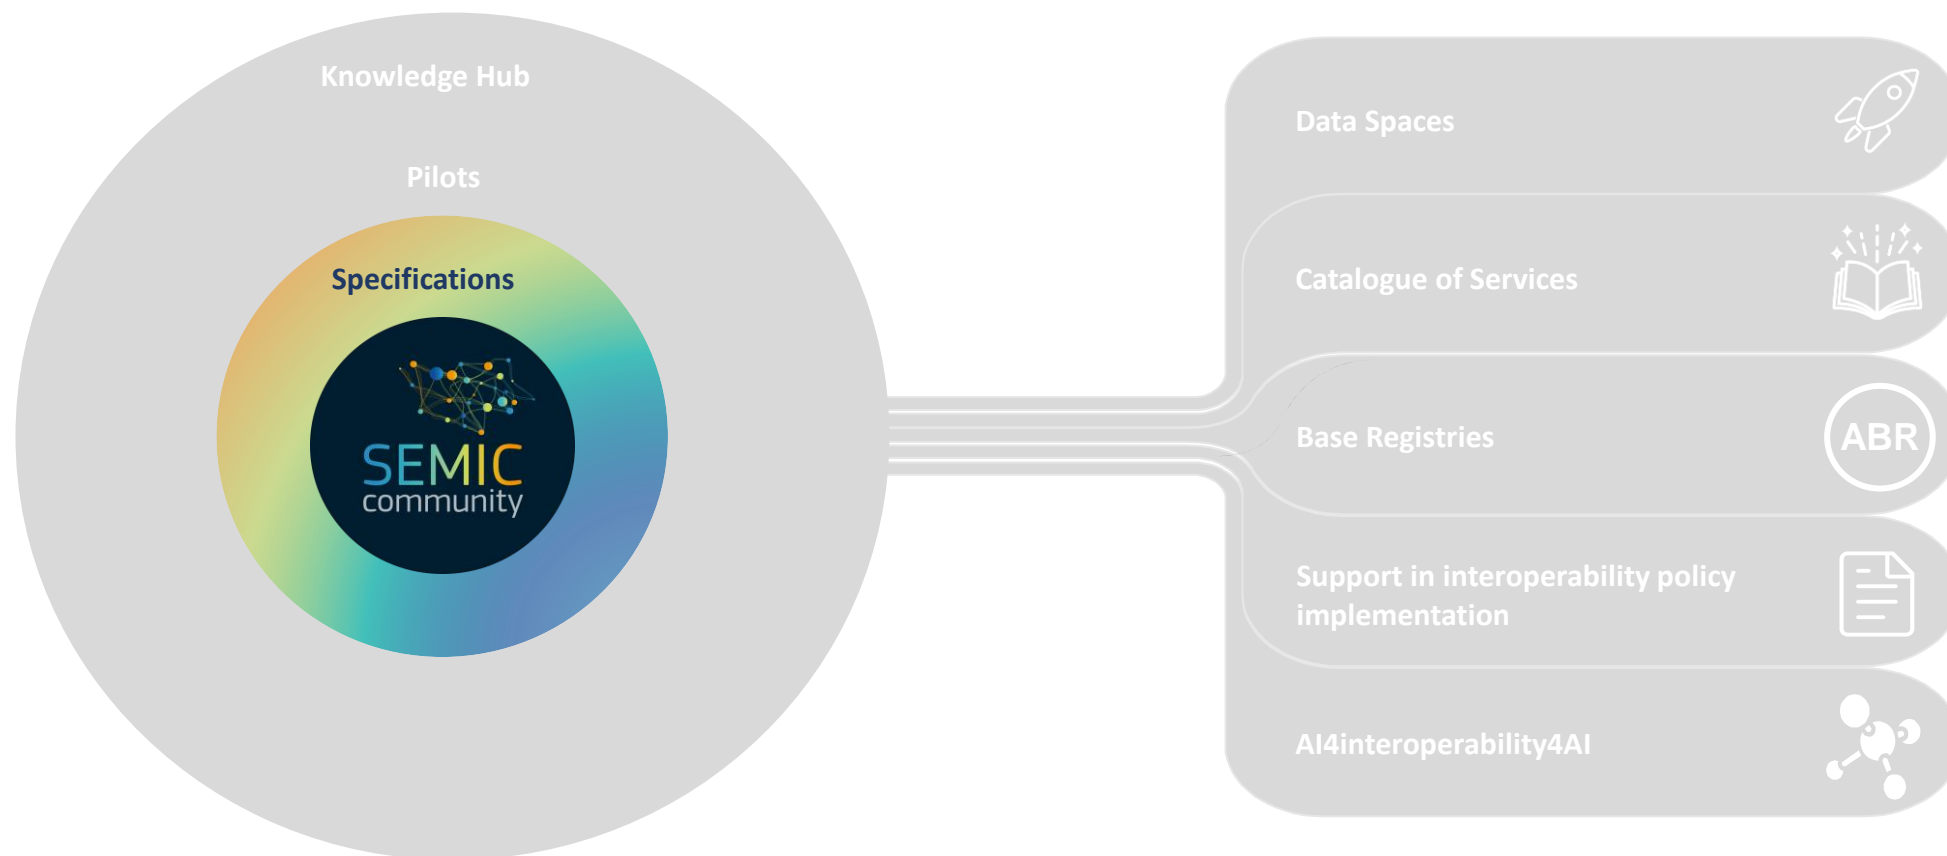 Knowledge Hub
Pilots
Specifications
SEMIC
community
Data Spaces
Catalogue of Services
Base Registries
ABR
Support in interoperability policy
implementation
AI4interoperability4AI